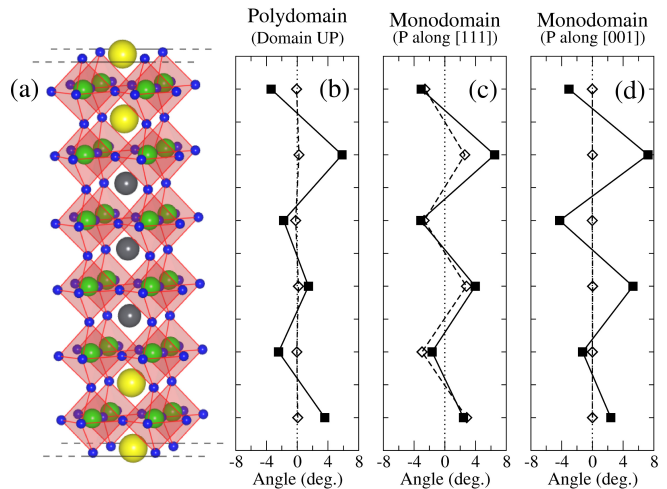 Polydomain
(Domain UP)
Monodomain
(P along [111])
Monodomain
(P along [001])
(a)
(b)
(c)
(d)
-8 -4 0 4 8
-8 -4 0 4 8
-8 -4 0 4 8
Angle (deg.)
Angle (deg.)
Angle (deg.)